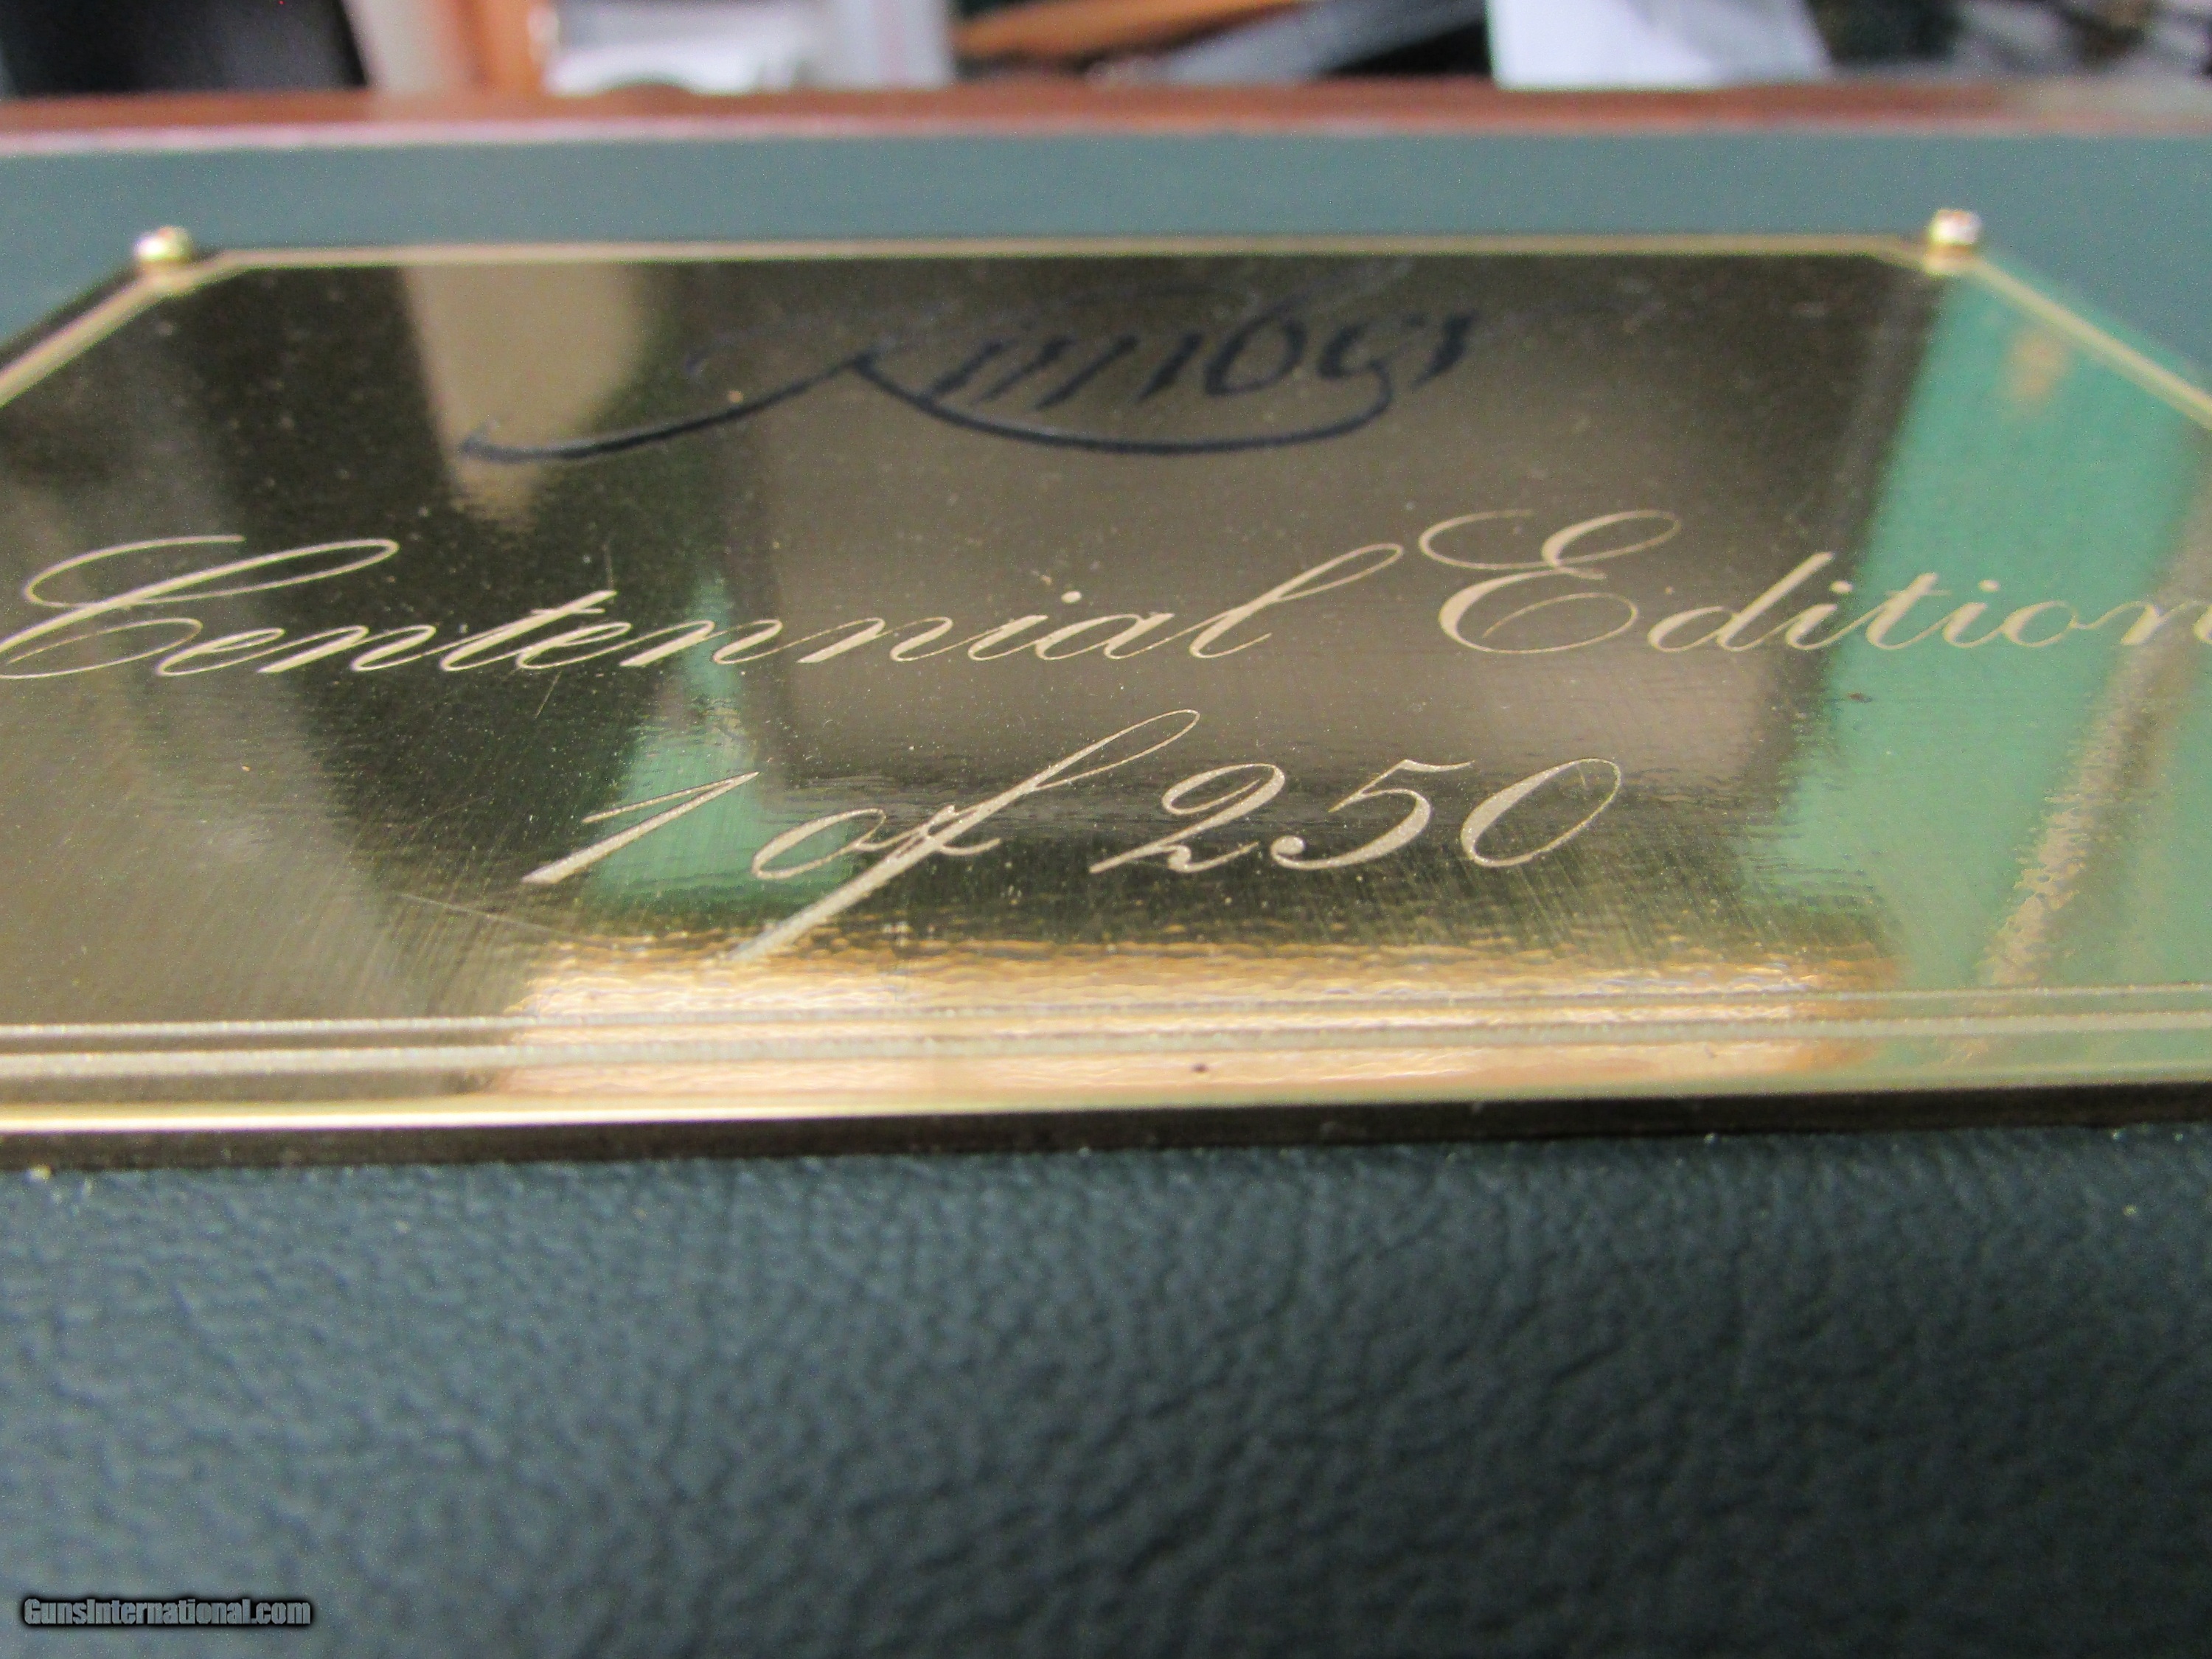 Kimber
Centennial Edition
1 of 250
GunsInternational.com